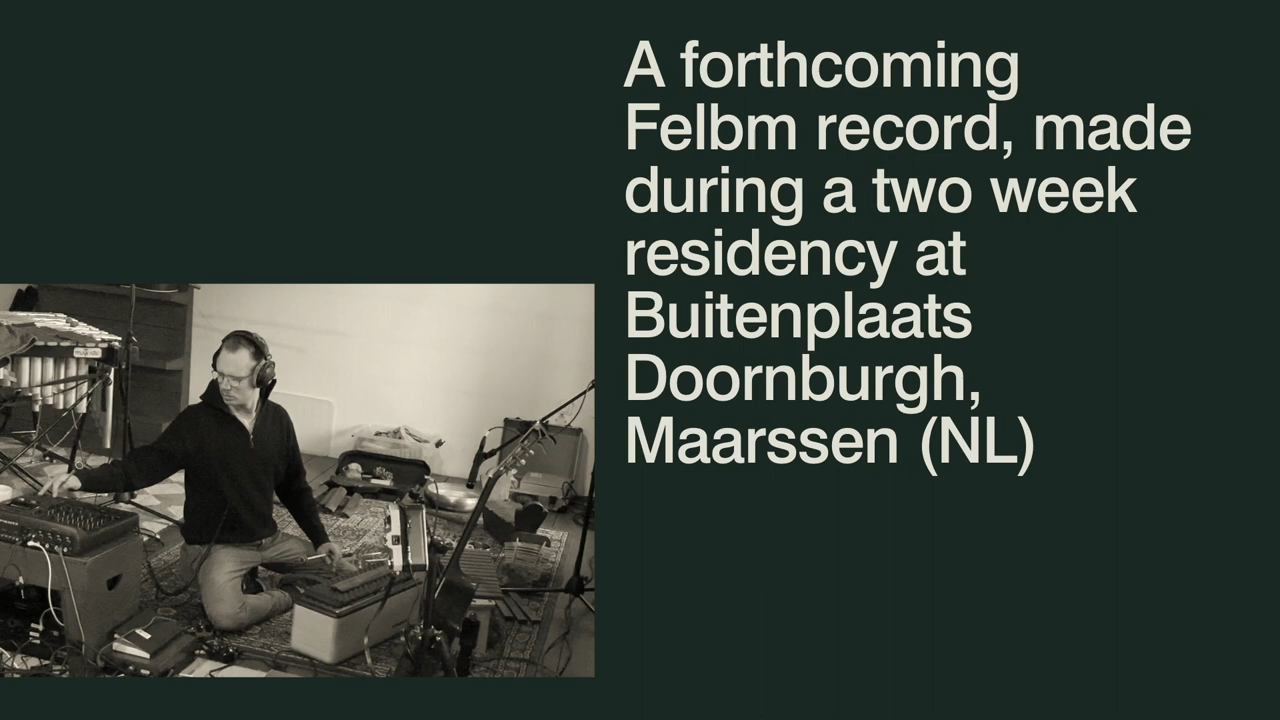 A forthcoming
Felbm record, made
during a two week
residency at
Buitenplaats
Doornburgh,
Maarssen (NL)